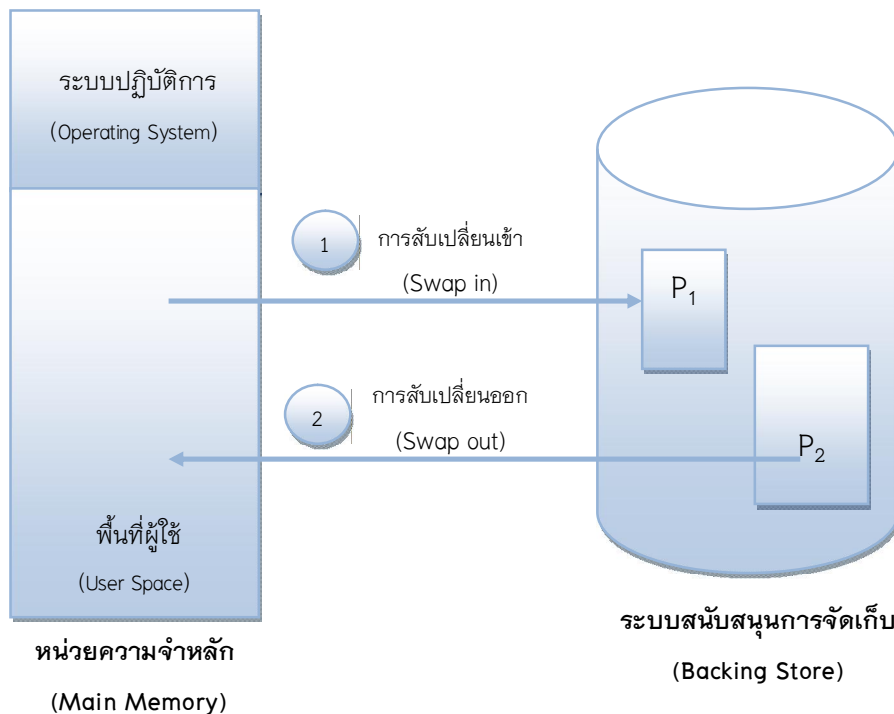 ระบบปฏิบัติการ
(Operating System)
1
การสับเปลี่ยนเข้า
(Swap in)
P₁
2
การสับเปลี่ยนออก
(Swap out)
P₂
พื้นที่ผู้ใช้
(User Space)
หน่วยความจำหลัก
(Main Memory)
ระบบสนับสนุนการจัดเก็บ
(Backing Store)